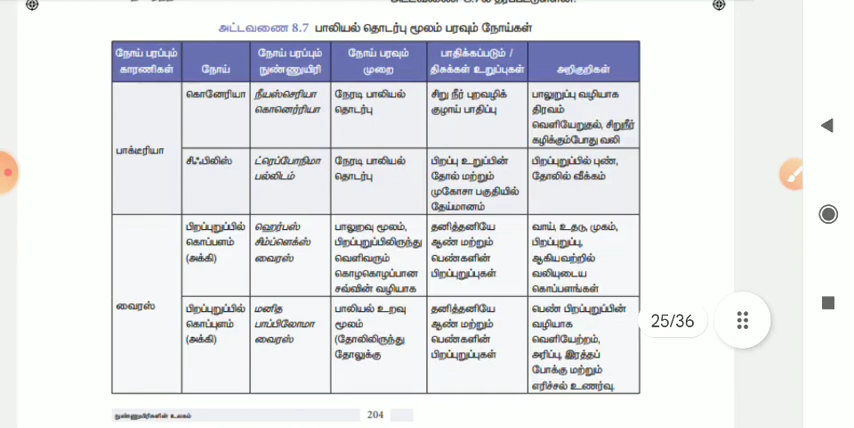 அட்டவணை 8.7 பாலியல் தொடர்பு மூலம் பரவும் நோய்கள்
நோய் பரப்பும் காரணிகள்
நோய்
நோய் பரப்பும் நுண்ணுயிரி
நோய் பரவும் முறை
பாதிக்கப்படும் / திசுக்கள் உறுப்புகள்
அறிகுறிகள்
பாக்டீரியா
கொனேரியா
நீயஸ்செரியா
கொனெர்ரியா
நேரடி பாலியல்
தொடர்பு
சிறு நீர் புறவழிக்
குழாய் பாதிப்பு
பாலுறுப்பு வழியாக
திரவம்
வெளியேறுதல், சிறுநீர்
கழிக்கும்போது வலி
சிஃபிலிஸ்
ட்ரெப்போநிமா
பல்லிடம்
நேரடி பாலியல்
தொடர்பு
பிறப்பு உறுப்பின்
தோல் மற்றும்
முகோசா பகுதியில்
தேய்மானம்
பிறப்புறுப்பில் புண்,
தோலில் வீக்கம்
வைரஸ்
பிறப்புறுப்பில்
கொப்பளம்
(அக்கி)
ஹெர்பஸ்
சிம்ப்ளெக்ஸ்
வைரஸ்
பாலுறவு மூலம்,
பிறப்புறுப்பிலிருந்து
வெளிவரும்
கொழகொழப்பான
சவ்வின் வழியாக
தனித்தனியே
ஆண் மற்றும்
பெண்களின்
பிறப்புறுப்புகள்
வாய், உதடு, முகம்,
பிறப்புறுப்பு,
ஆகியவற்றில்
வலியுடைய
கொப்பளங்கள்
பிறப்புறுப்பில்
கொப்புளம்
(அக்கி)
மனித
பாப்பிலோமா
வைரஸ்
பாலியல் உறவு
மூலம்
(தோலிலிருந்து
தோலுக்கு
தனித்தனியே
ஆண் மற்றும்
பெண்களின்
பிறப்புறுப்புகள்
பெண் பிறப்புறுப்பின்
வழியாக
வெளியேற்றம்,
அரிப்பு, இரத்தப்
போக்கு மற்றும்
எரிச்சல் உணர்வு.
25/36
நுண்ணுயிரிகளின் உலகம்
204